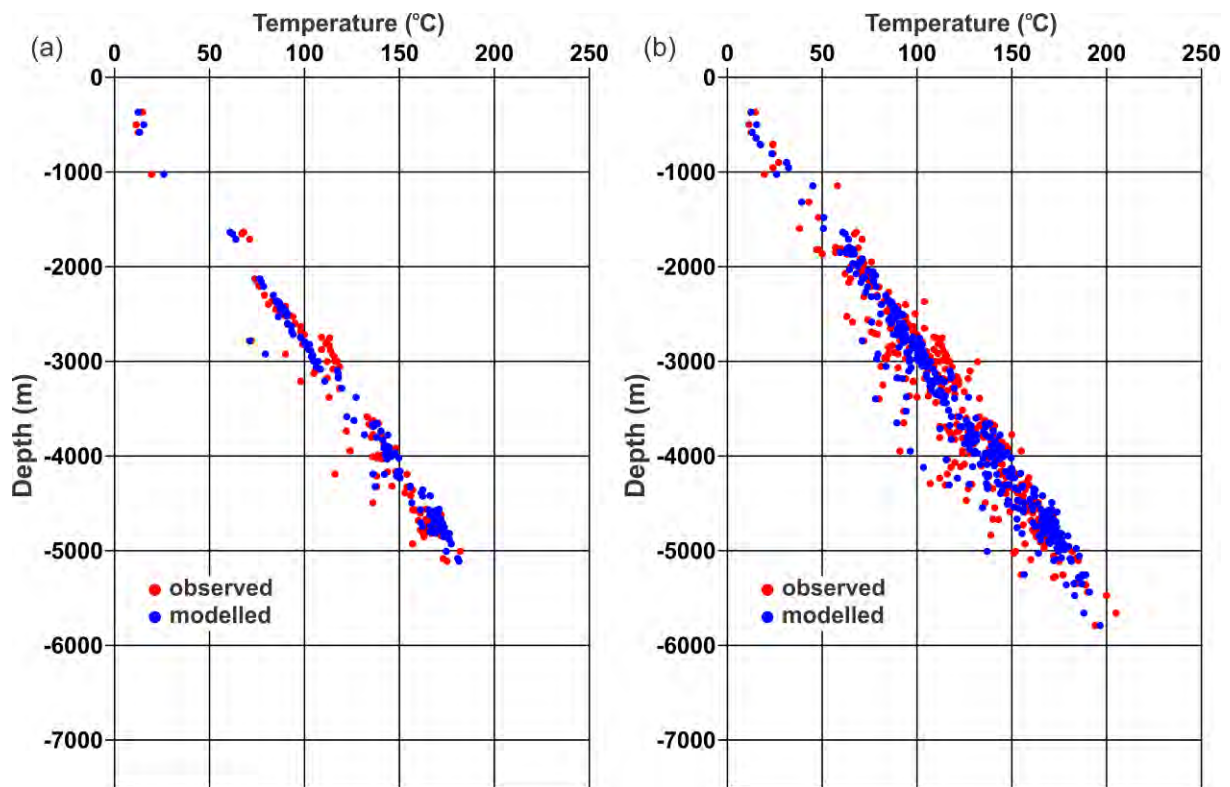 Temperature (°C)
(a)
0 50 100 150 200 250
0
-1000
-2000
-3000
-4000
-5000
-6000
-7000
Depth (m)
observed
modelled
Temperature (°C)
(b)
0 50 100 150 200 250
0
-1000
-2000
-3000
-4000
-5000
-6000
-7000
Depth (m)
observed
modelled